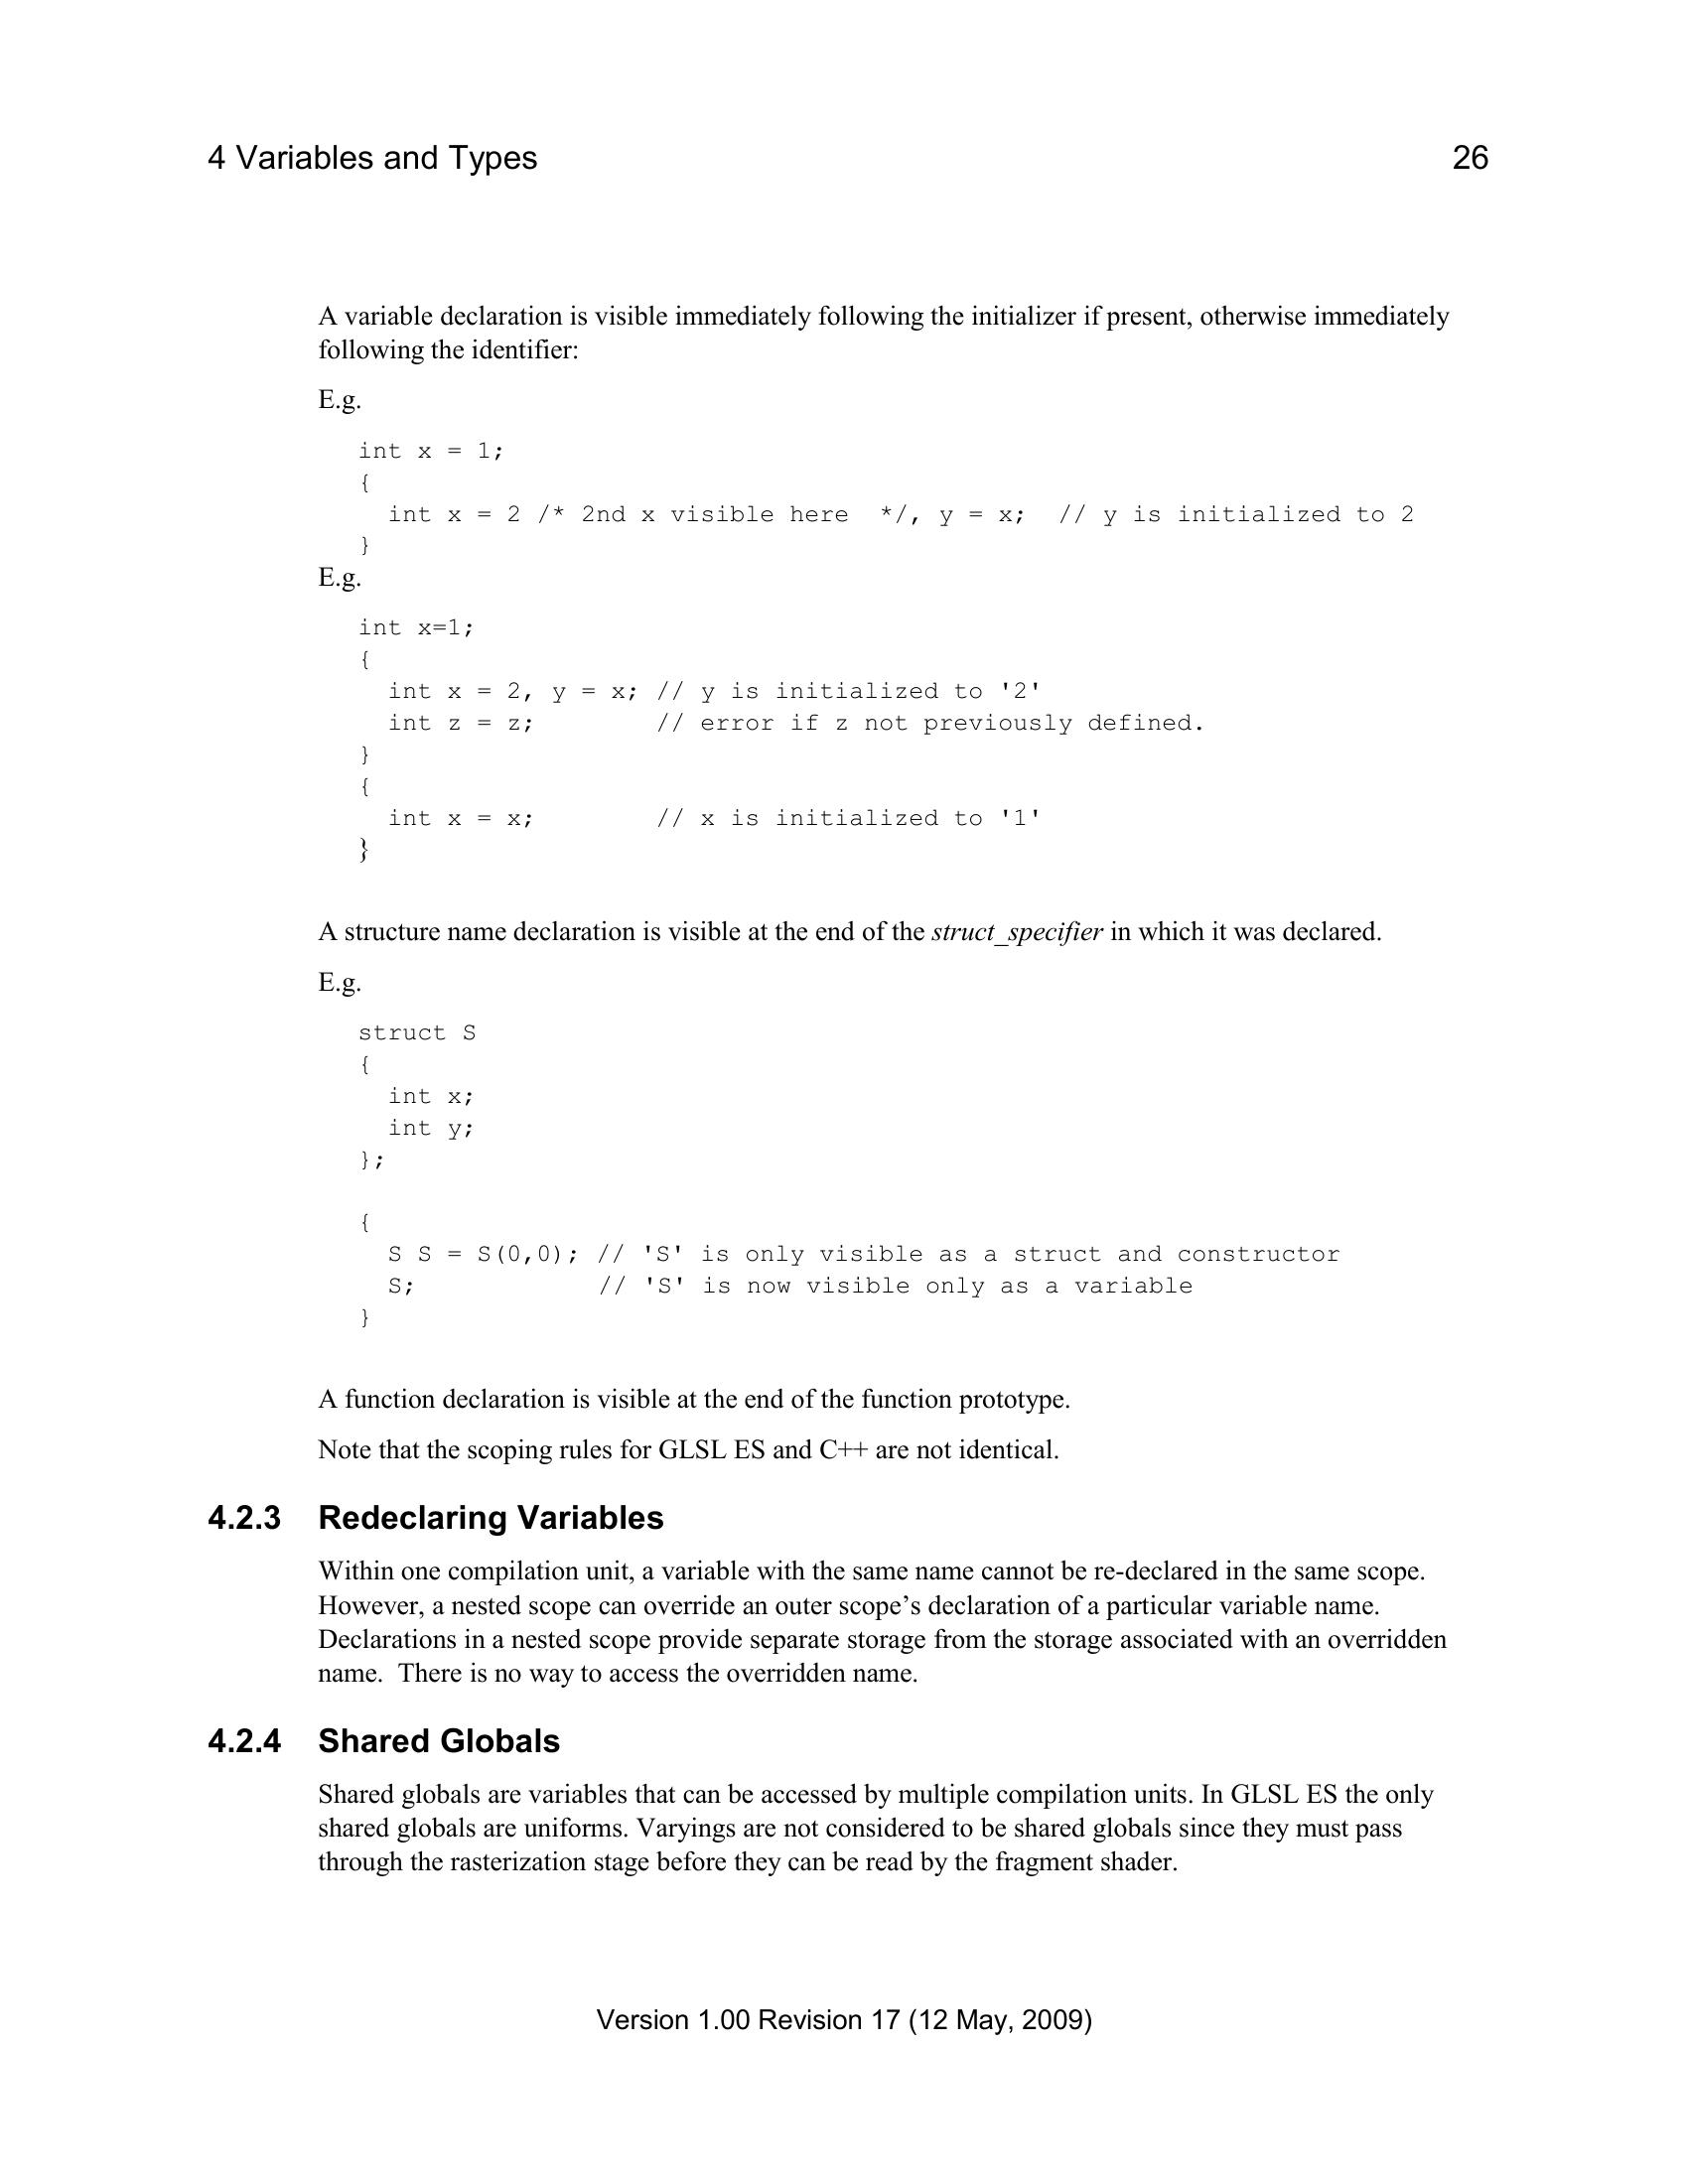 4 Variables and Types 26
A variable declaration is visible immediately following the initializer if present, otherwise immediately
following the identifier:
E.g.
int x = 1;
{
int x = 2 /* 2nd x visible here  */, y = x;  // y is initialized to 2
}
E.g.
int x=1;
{
int x = 2, y = x; // y is initialized to '2'
int z = z;        // error if z not previously defined.
}
{
int x = x;        // x is initialized to '1'
}
A structure name declaration is visible at the end of the struct_specifier in which it was declared.
E.g.
struct S
{
int x;
int y;
};
{
S S = S(0,0); // 'S' is only visible as a struct and constructor
S;            // 'S' is now visible only as a variable
}
A function declaration is visible at the end of the function prototype.
Note that the scoping rules for GLSL ES and C++ are not identical.
4.2.3 Redeclaring Variables
Within one compilation unit, a variable with the same name cannot be re-declared in the same scope.
However, a nested scope can override an outer scope’s declaration of a particular variable name.
Declarations in a nested scope provide separate storage from the storage associated with an overridden
name.  There is no way to access the overridden name.
4.2.4 Shared Globals
Shared globals are variables that can be accessed by multiple compilation units. In GLSL ES the only
shared globals are uniforms. Varyings are not considered to be shared globals since they must pass
through the rasterization stage before they can be read by the fragment shader.
Version 1.00 Revision 17 (12 May, 2009)